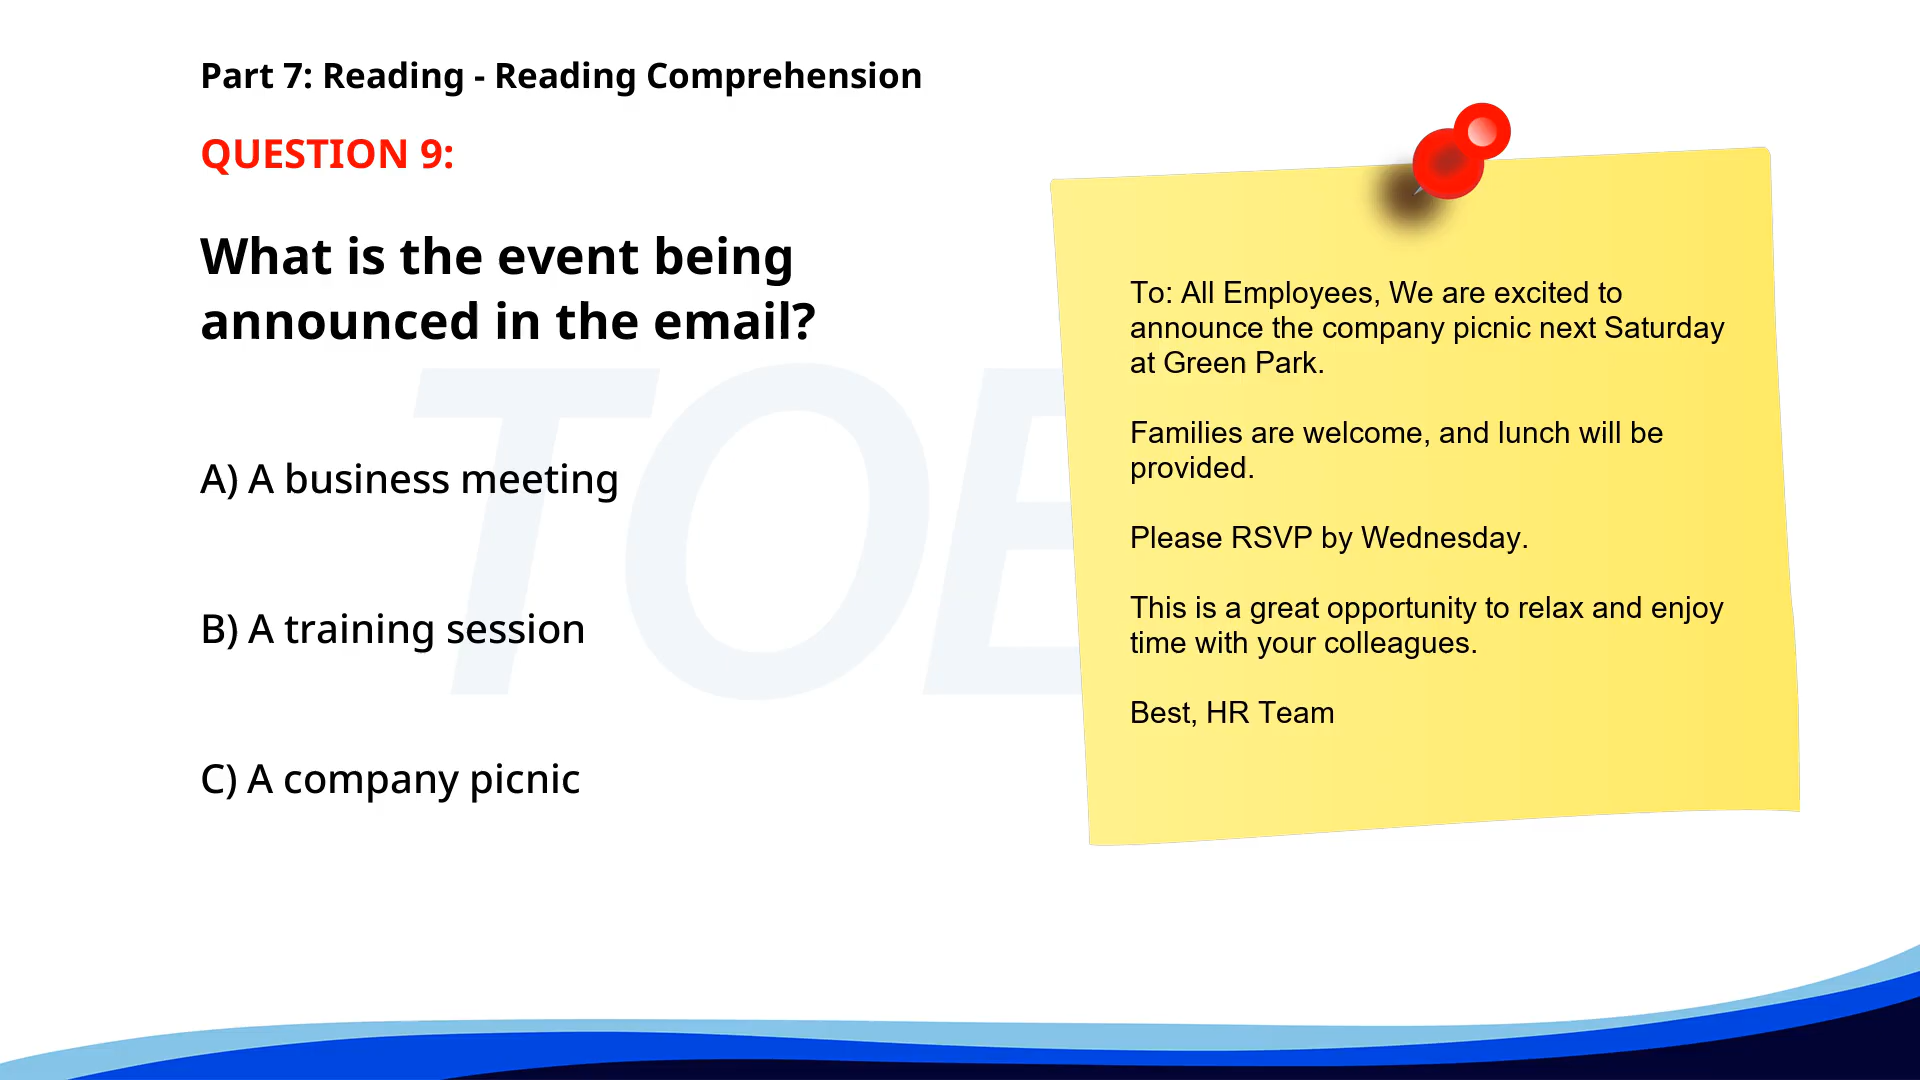 Part 7: Reading - Reading Comprehension
QUESTION 9:
What is the event being
announced in the email?
A) A business meeting
B) A training session
C) A company picnic
To: All Employees, We are excited to
announce the company picnic next Saturday
at Green Park.
Families are welcome, and lunch will be
provided.
Please RSVP by Wednesday.
This is a great opportunity to relax and enjoy
time with your colleagues.
Best, HR Team